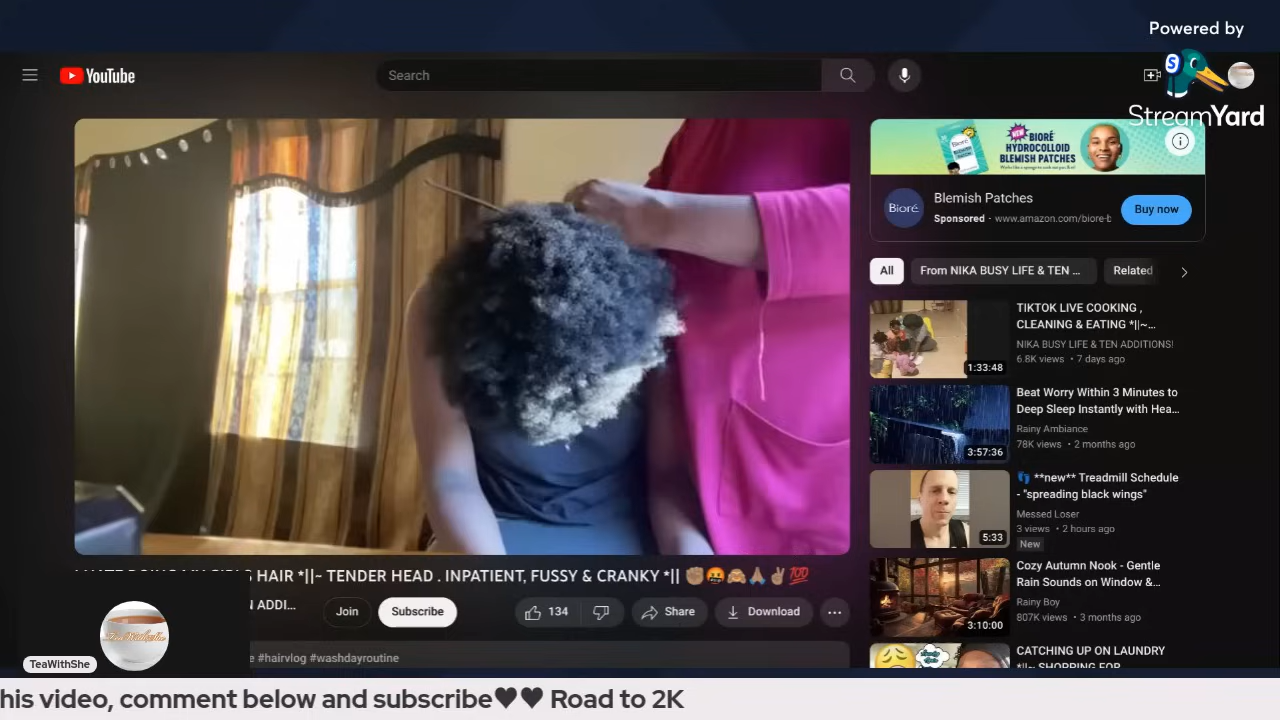 Powered by
StreamYard
YouTube
Search
BIORÉ
HYDROCOLLOID
BLEMISH PATCHES
Bioré
Blemish Patches
Sponsored · www.amazon.com/biore-b
Buy now
All
From NIKA BUSY LIFE & TEN ...
Related
TIKTOK LIVE COOKING ,
CLEANING & EATING *||~...
NIKA BUSY LIFE & TEN ADDITIONS!
6.8K views • 7 days ago
1:33:48
Beat Worry Within 3 Minutes to
Deep Sleep Instantly with Hea...
Rainy Ambiance
78K views • 2 months ago
3:57:36
👣 **new** Treadmill Schedule
- "spreading black wings"
Messed Loser
3 views • 2 hours ago
New
5:33
Cozy Autumn Nook - Gentle
Rain Sounds on Window &...
Rainy Boy
807K views • 3 months ago
3:10:00
CATCHING UP ON LAUNDRY
*||~ SHOPPING FOR
HAIR *||~ TENDER HEAD . INPATIENT, FUSSY & CRANKY *|| ✊🏽🤬🙈🙏🏽✌🏽💯
N ADDI...
Join
Subscribe
134
Share
Download
e #hairvlog #washdayroutine
TeaWithShe
his video, comment below and subscribe♥♥ Road to 2K